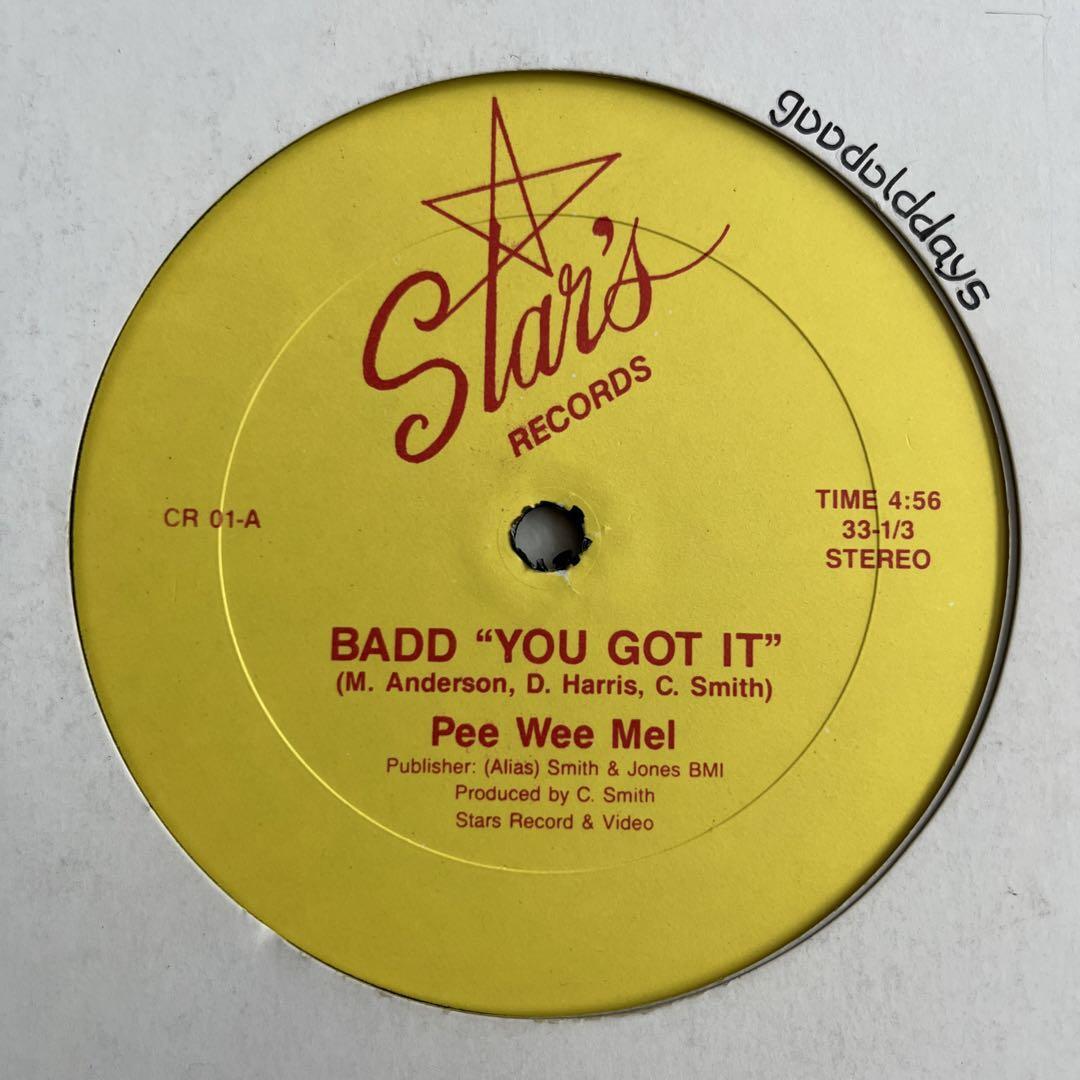 gooddolddays
Star's
RECORDS
CR 01-A
TIME 4:56
33-1/3
STEREO
BADD “YOU GOT IT”
(M. Anderson, D. Harris, C. Smith)
Pee Wee Mel
Publisher: (Alias) Smith & Jones BMI
Produced by C. Smith
Stars Record & Video